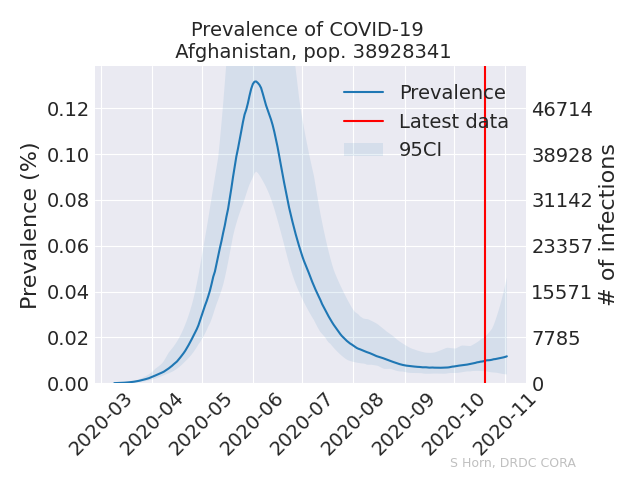 Prevalence of COVID-19
Afghanistan, pop. 38928341
Prevalence (%)
0.12
0.10
0.08
0.06
0.04
0.02
0.00
Prevalence
Latest data
95CI
46714
38928
31142
23357
15571
7785
0
# of infections
2020-03
2020-04
2020-05
2020-06
2020-07
2020-08
2020-09
2020-10
2020-11
S Horn, DRDC CORA